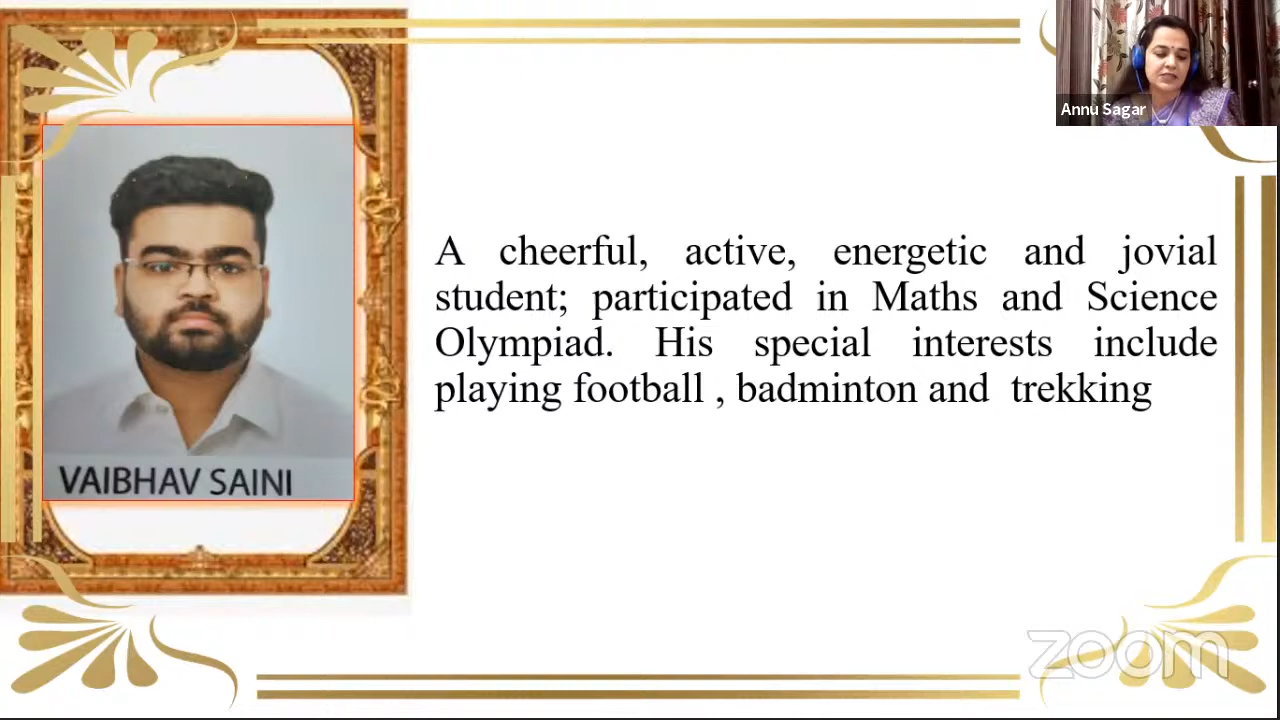 Annu Sagar
A cheerful, active, energetic and jovial
student; participated in Maths and Science
Olympiad. His special interests include
playing football , badminton and  trekking
VAIBHAV SAINI
zoom